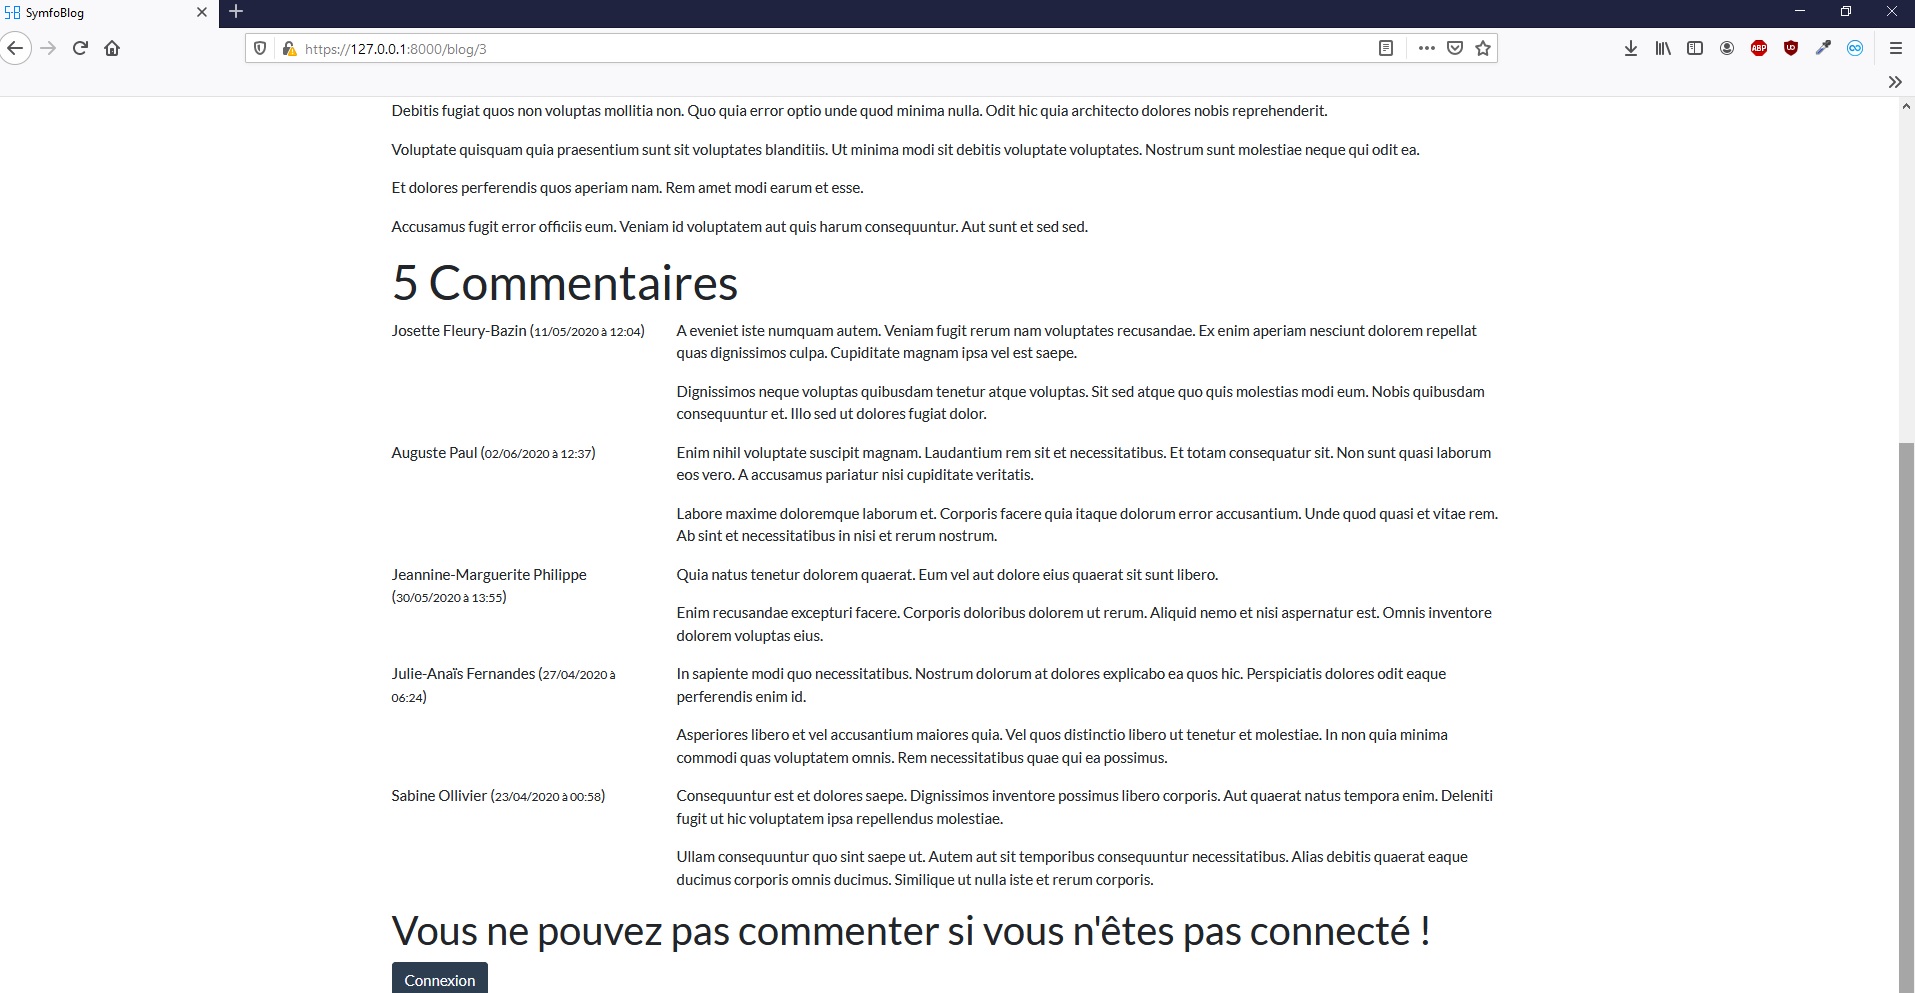 SymfoBlog
https://127.0.0.1:8000/blog/3
ABP
Debitis fugiat quos non voluptas mollitia non. Quo quia error optio unde quod minima nulla. Odit hic quia architecto dolores nobis reprehenderit.
Voluptate quisquam quia praesentium sunt sit voluptates blanditiis. Ut minima modi sit debitis voluptate voluptates. Nostrum sunt molestiae neque qui odit ea.
Et dolores perferendis quos aperiam nam. Rem amet modi earum et esse.
Accusamus fugit error officiis eum. Veniam id voluptatem aut quis harum consequuntur. Aut sunt et sed sed.
5 Commentaires
Josette Fleury-Bazin (11/05/2020 à 12:04)
A eveniet iste numquam autem. Veniam fugit rerum nam voluptates recusandae. Ex enim aperiam nesciunt dolorem repellat
quas dignissimos culpa. Cupiditate magnam ipsa vel est saepe.
Dignissimos neque voluptas quibusdam tenetur atque voluptas. Sit sed atque quo quis molestias modi eum. Nobis quibusdam
consequuntur et. Illo sed ut dolores fugiat dolor.
Auguste Paul (02/06/2020 à 12:37)
Enim nihil voluptate suscipit magnam. Laudantium rem sit et necessitatibus. Et totam consequatur sit. Non sunt quasi laborum
eos vero. A accusamus pariatur nisi cupiditate veritatis.
Labore maxime doloremque laborum et. Corporis facere quia itaque dolorum error accusantium. Unde quod quasi et vitae rem.
Ab sint et necessitatibus in nisi et rerum nostrum.
Jeannine-Marguerite Philippe
(30/05/2020 à 13:55)
Quia natus tenetur dolorem quaerat. Eum vel aut dolore eius quaerat sit sunt libero.
Enim recusandae excepturi facere. Corporis doloribus dolorem ut rerum. Aliquid nemo et nisi aspernatur est. Omnis inventore
dolorem voluptas eius.
Julie-Anaïs Fernandes (27/04/2020 à
06:24)
In sapiente modi quo necessitatibus. Nostrum dolorum at dolores explicabo ea quos hic. Perspiciatis dolores odit eaque
perferendis enim id.
Asperiores libero et vel accusantium maiores quia. Vel quos distinctio libero ut tenetur et molestiae. In non quia minima
commodi quas voluptatem omnis. Rem necessitatibus quae qui ea possimus.
Sabine Ollivier (23/04/2020 à 00:58)
Consequuntur est et dolores saepe. Dignissimos inventore possimus libero corporis. Aut quaerat natus tempora enim. Deleniti
fugit ut hic voluptatem ipsa repellendus molestiae.
Ullam consequuntur quo sint saepe ut. Autem aut sit temporibus consequuntur necessitatibus. Alias debitis quaerat eaque
ducimus corporis omnis ducimus. Similique ut nulla iste et rerum corporis.
Vous ne pouvez pas commenter si vous n'êtes pas connecté !
Connexion